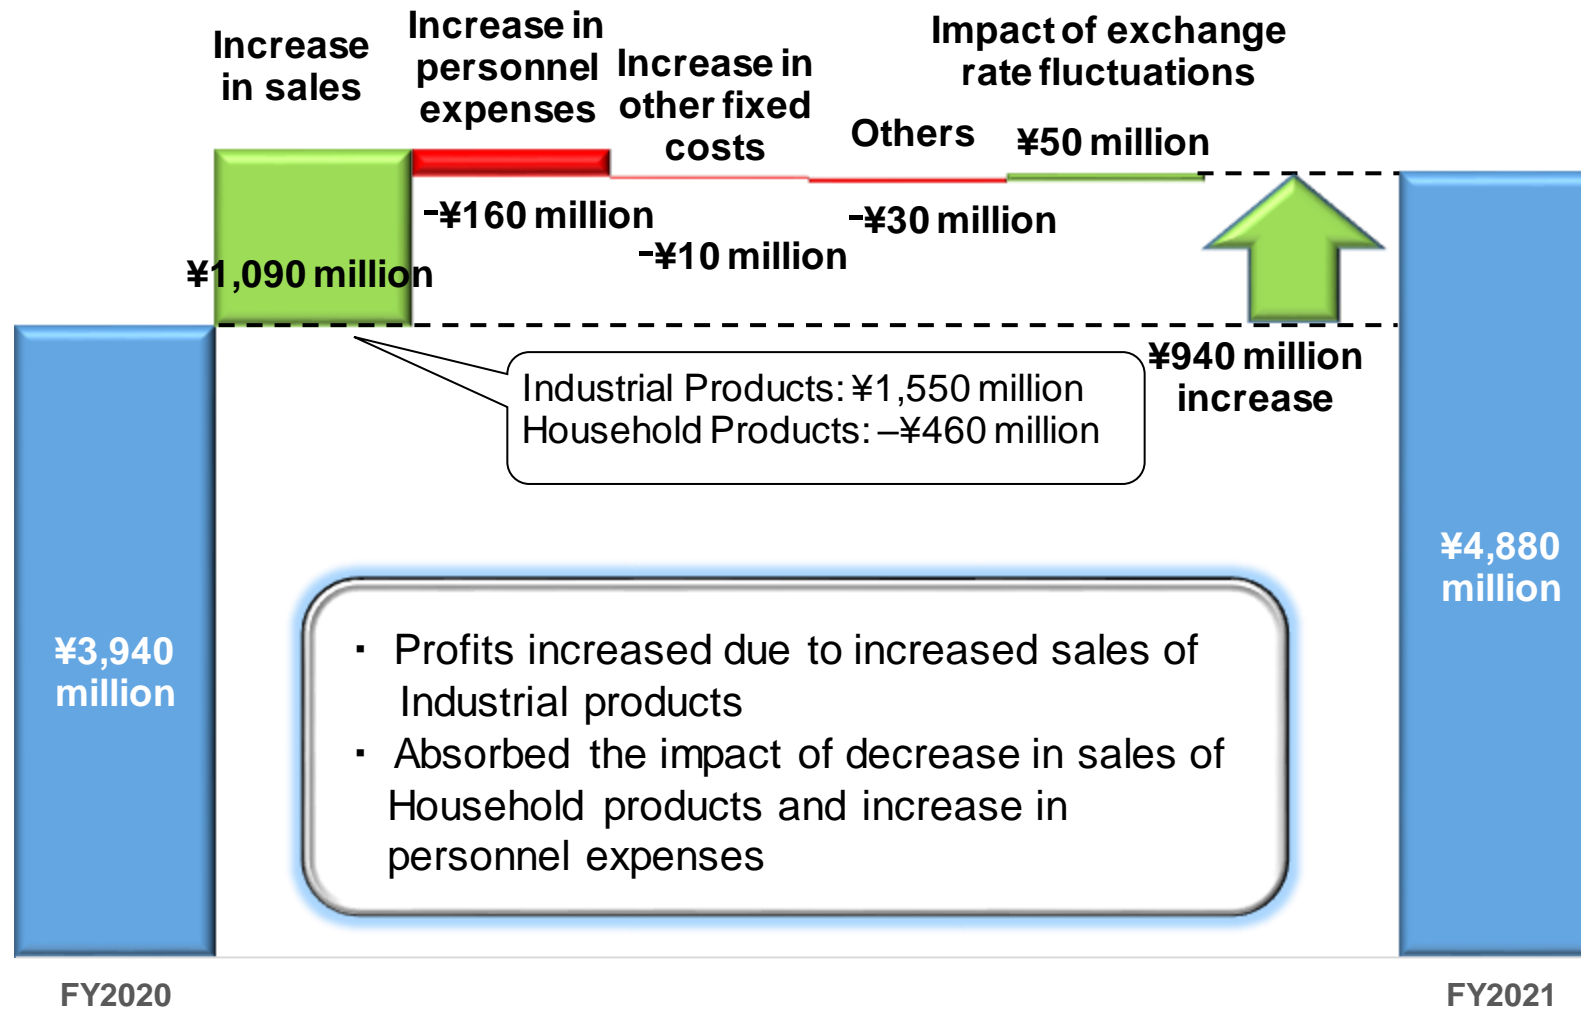 Increase
in sales
Increase in
personnel
expenses
Increase in
other fixed
costs
Others
Impact of exchange
rate fluctuations
¥50 million
-¥160 million
-¥10 million
-¥30 million
¥1,090 million
¥940 million
increase
Industrial Products: ¥1,550 million
Household Products: –¥460 million
¥3,940
million
¥4,880
million
・ Profits increased due to increased sales of
Industrial products
・ Absorbed the impact of decrease in sales of
Household products and increase in
personnel expenses
FY2020
FY2021